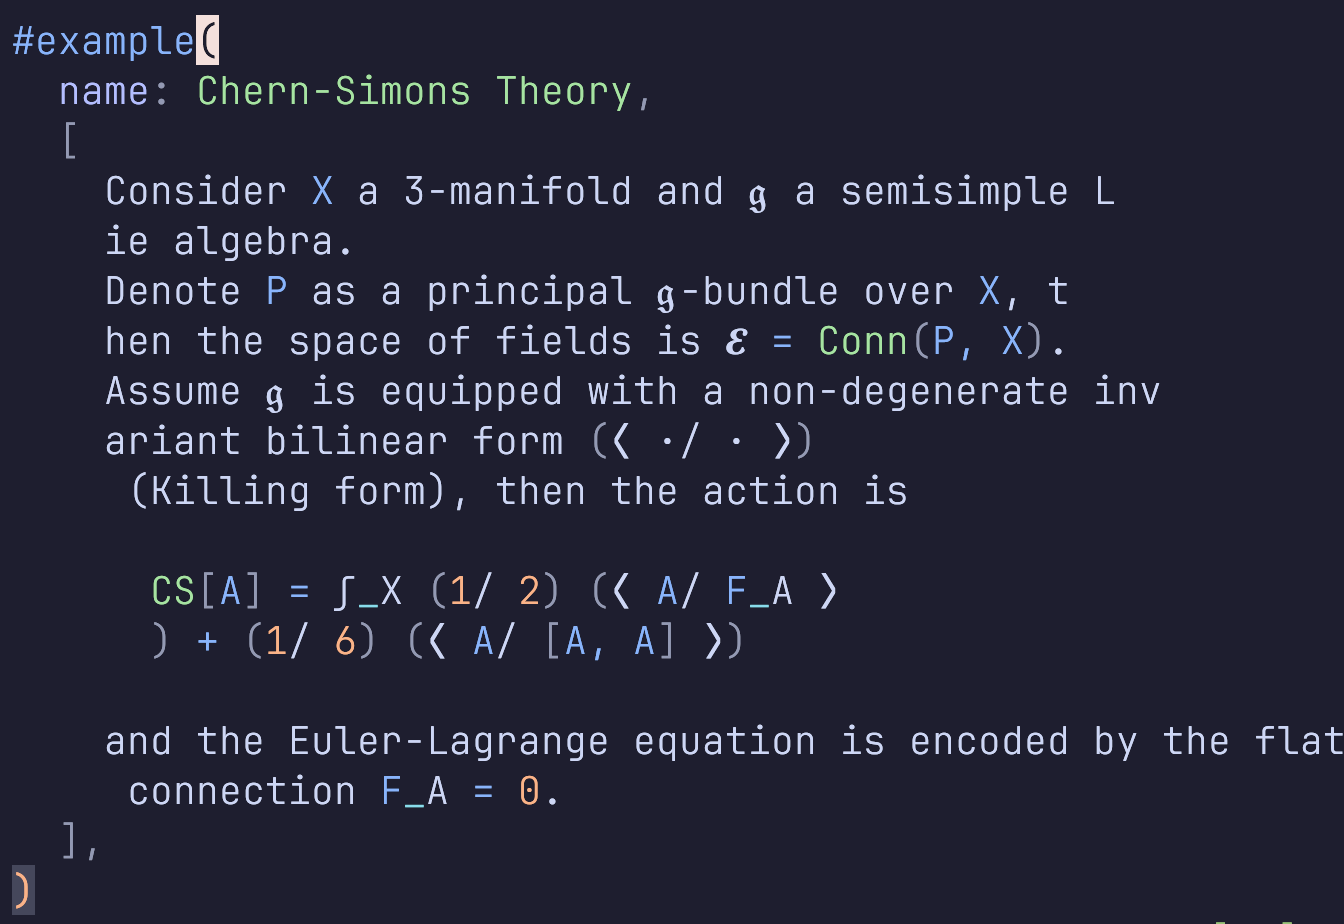 #example(
name: Chern-Simons Theory,
[
Consider X a 3-manifold and 𝔤 a semisimple L
ie algebra.
Denote P as a principal 𝔤-bundle over X, t
hen the space of fields is 𝓔 = Conn(P, X).
Assume 𝔤 is equipped with a non-degenerate inv
ariant bilinear form (⟨ ·/ · ⟩)
(Killing form), then the action is
CS[A] = ∫_X (1/ 2) (⟨ A/ F_A ⟩
) + (1/ 6) (⟨ A/ [A, A] ⟩)
and the Euler-Lagrange equation is encoded by the flat
connection F_A = 0.
],
)